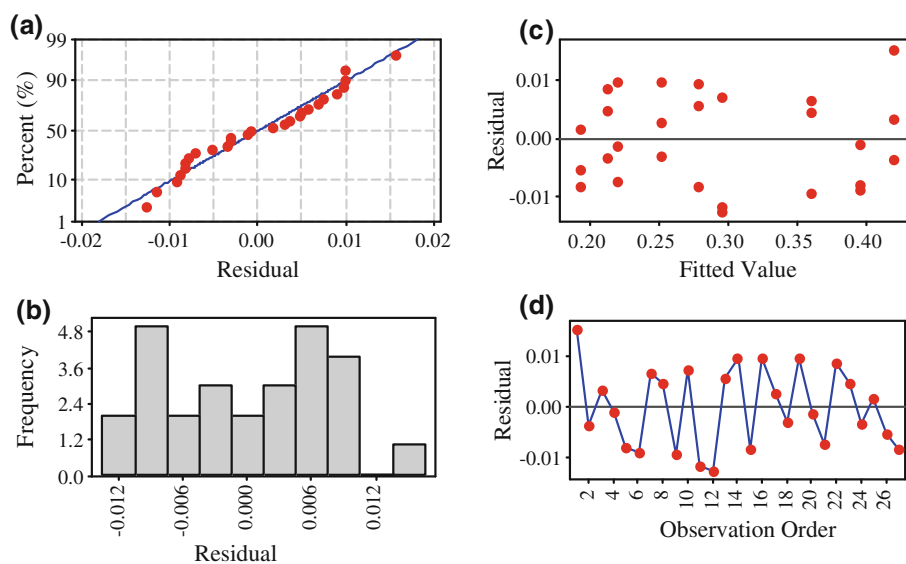 (a)
99
90
50
10
1
Percent (%)
-0.02 -0.01 0.00 0.01 0.02
Residual
(b)
4.8
3.6
2.4
1.2
0.0
Frequency
-0.012 -0.006 0.000 0.006 0.012
Residual
(c)
0.01
0.00
-0.01
Residual
0.20 0.25 0.30 0.35 0.40
Fitted Value
(d)
0.01
0.00
-0.01
Residual
2 4 6 8 10 12 14 16 18 20 22 24 26
Observation Order